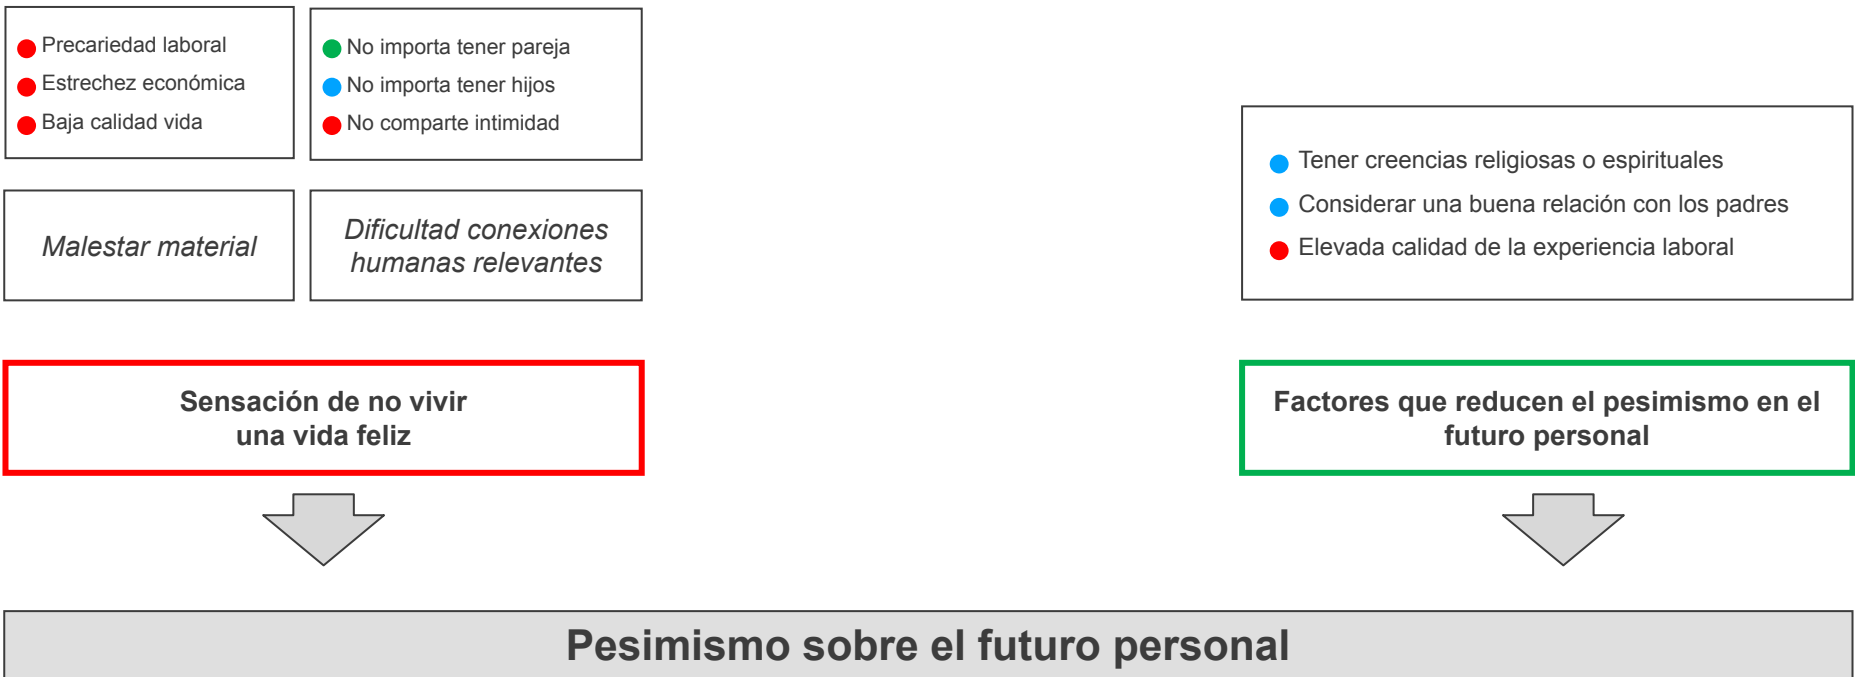 Precariedad laboral
Estrechez económica
Baja calidad vida
No importa tener pareja
No importa tener hijos
No comparte intimidad
Malestar material
Dificultad conexiones
humanas relevantes
Sensación de no vivir
una vida feliz
Tener creencias religiosas o espirituales
Considerar una buena relación con los padres
Elevada calidad de la experiencia laboral
Factores que reducen el pesimismo en el
futuro personal
Pesimismo sobre el futuro personal